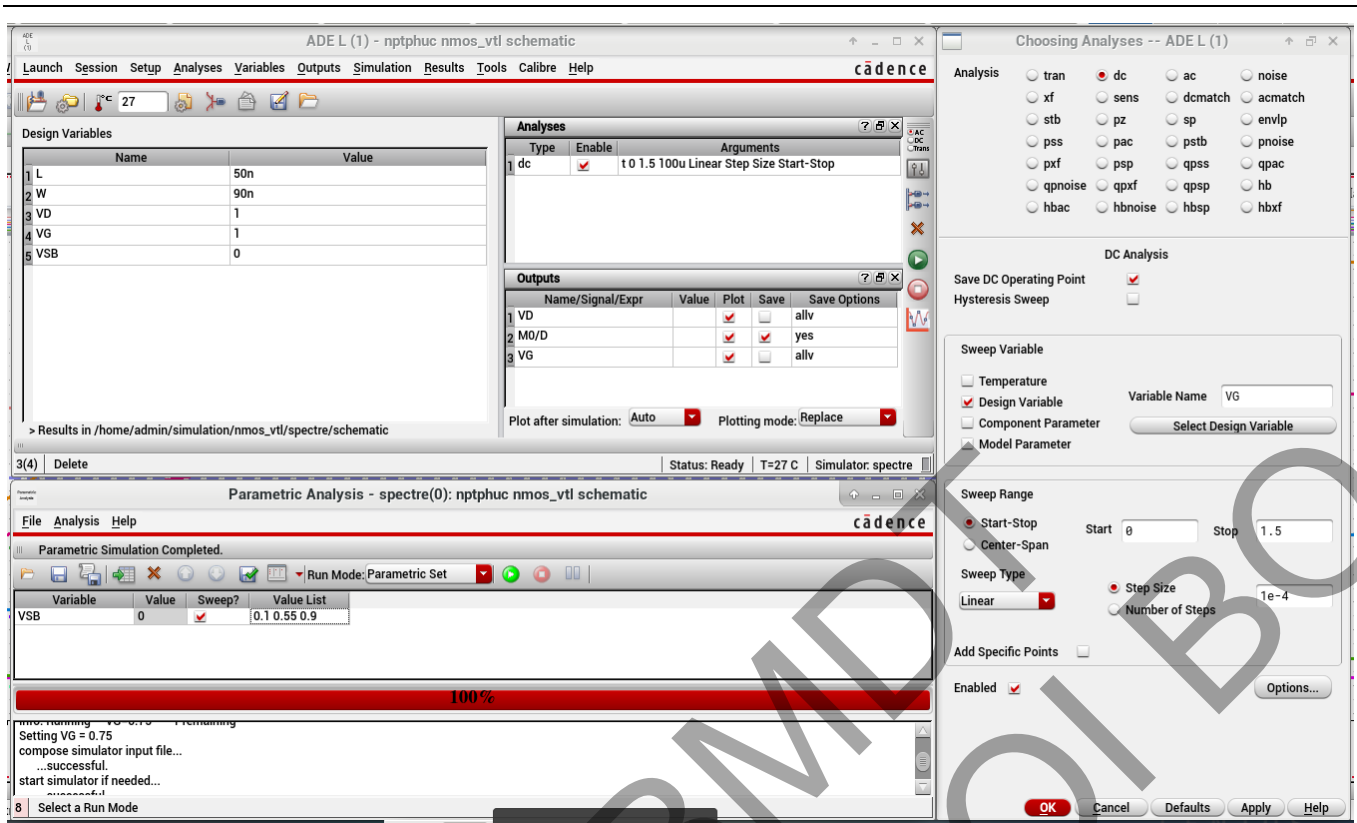 ADE L (1) - nptphuc nmos_vtl schematic
Launch Session Setup Analyses Variables Outputs Simulation Results Tools Calibre Help cādence
27
Design Variables
Name Value
1 L 50n
2 W 90n
3 VD 1
4 VG 1
5 VSB 0
> Results in /home/admin/simulation/nmos_vtl/spectre/schematic
Analyses
Type Enable Arguments
1 dc t 0 1.5 100u Linear Step Size Start-Stop
Outputs
Name/Signal/Expr Value Plot Save Save Options
1 VD allv
2 M0/D yes
3 VG allv
Plot after simulation: Auto Plotting mode: Replace
AC
DC
Trans
3(4) Delete Status: Ready T=27 C Simulator: spectre
Parametric Analysis - spectre(0): nptphuc nmos_vtl schematic
File Analysis Help cādence
Parametric Simulation Completed.
Run Mode: Parametric Set
Variable Value Sweep? Value List
VSB 0 0.1 0.55 0.9
100%
Setting VG = 0.75
compose simulator input file...
...successful.
start simulator if needed...
8 Select a Run Mode
Choosing Analyses -- ADE L (1)
Analysis tran dc ac noise
xf sens dcmatch acmatch
stb pz sp envlp
pss pac pstb pnoise
pxf psp qpss qpac
qpnoise qpxf qpsp hb
hbac hbnoise hbsp hbxf
DC Analysis
Save DC Operating Point
Hysteresis Sweep
Sweep Variable
Temperature
Design Variable Variable Name VG
Component Parameter Select Design Variable
Model Parameter
Sweep Range
Start-Stop Start 0 Stop 1.5
Center-Span
Sweep Type
Linear Step Size 1e-4
Number of Steps
Add Specific Points
Enabled Options...
OK Cancel Defaults Apply Help